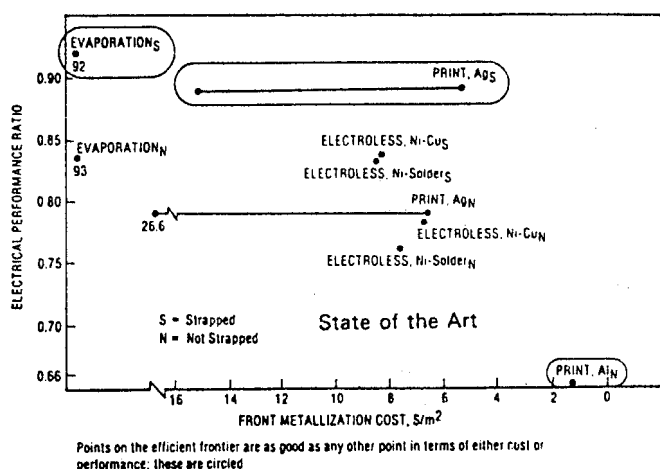 EVAPORATIONS
92
PRINT, AgS
0.90
0.85
EVAPORATIONN
93
ELECTROLESS, Ni-CuS
ELECTROLESS, Ni-SolderS
PRINT, AgN
0.80
26.6
ELECTROLESS, Ni-CuN
ELECTROLESS, Ni-SolderN
0.75
ELECTRICAL PERFORMANCE RATIO
S = Strapped
N = Not Strapped
State of the Art
0.70
PRINT, AlN
0.66
16 14 12 10 8 6 4 2 0
FRONT METALLIZATION COST, $/m2
Points on the efficient frontier are as good as any other point in terms of either cost or
performance; these are circled